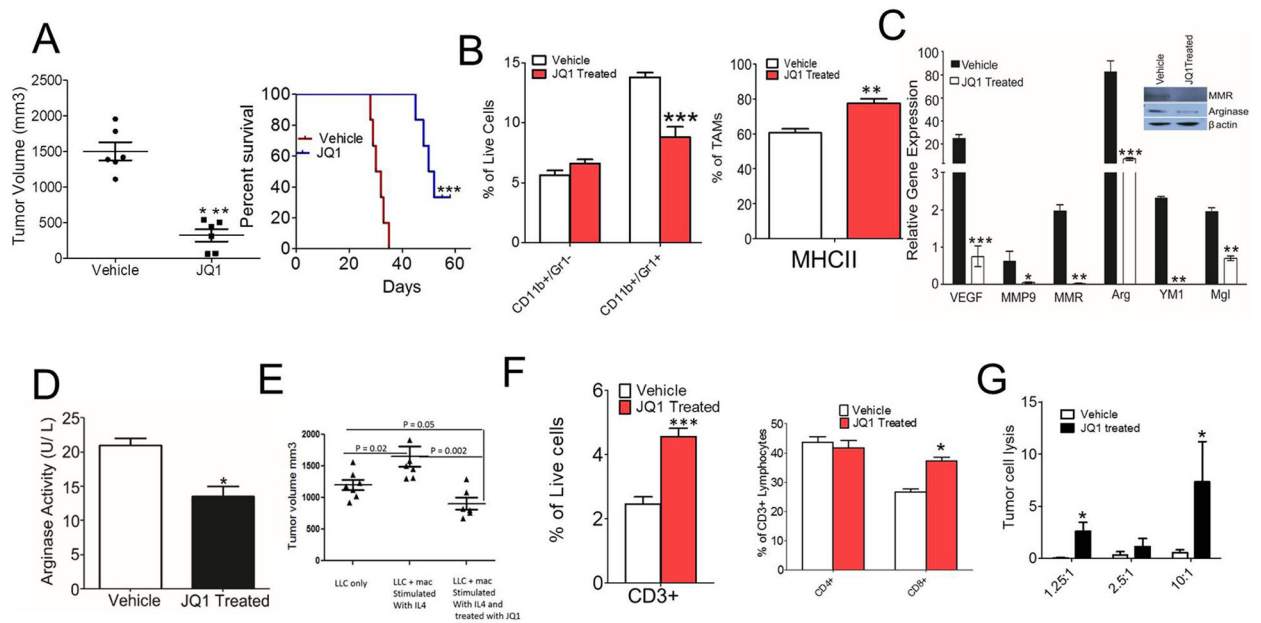 A
Tumor Volume (mm3)
2500
2000
1500
1000
500
0
* **
Vehicle
JQ1
Percent survival
100
80
60
40
20
0
Vehicle
JQ1
***
0
20
40
60
Days
B
Vehicle
JQ1 Treated
% of Live Cells
15
10
5
0
***
CD11b+/Gr1-
CD11b+/Gr1+
Vehicle
JQ1 Treated
% of TAMs
100
80
60
40
20
0
**
MHCII
C
Vehicle
JQ1 Treated
Relative Gene Expression
100
80
60
40
20
3
2
1
0
***
*
**
***
**
**
VEGF
MMP9
MMR
Arg
YM1
Mgl
Vehicle
JQ1Treated
MMR
Arginase
β actin
D
Arginase Activity (U/ L)
25
20
15
10
5
0
*
Vehicle
JQ1 Treated
E
Tumor volume mm3
2000
1500
1000
500
0
P = 0.05
P = 0.02
P = 0.002
LLC only
LLC + mac
Stimulated
With IL4
LLC + mac
Stimulated
With IL4 and
treated with JQ1
F
Vehicle
JQ1 Treated
% of Live cells
6
4
2
0
***
CD3+
Vehicle
JQ1 Treated
% of CD3+ Lymphocytes
50
40
30
20
10
0
*
CD4+
CD8+
G
Vehicle
JQ1 treated
Tumor cell lysis
15
10
5
0
*
*
1.25:1
2.5:1
10:1